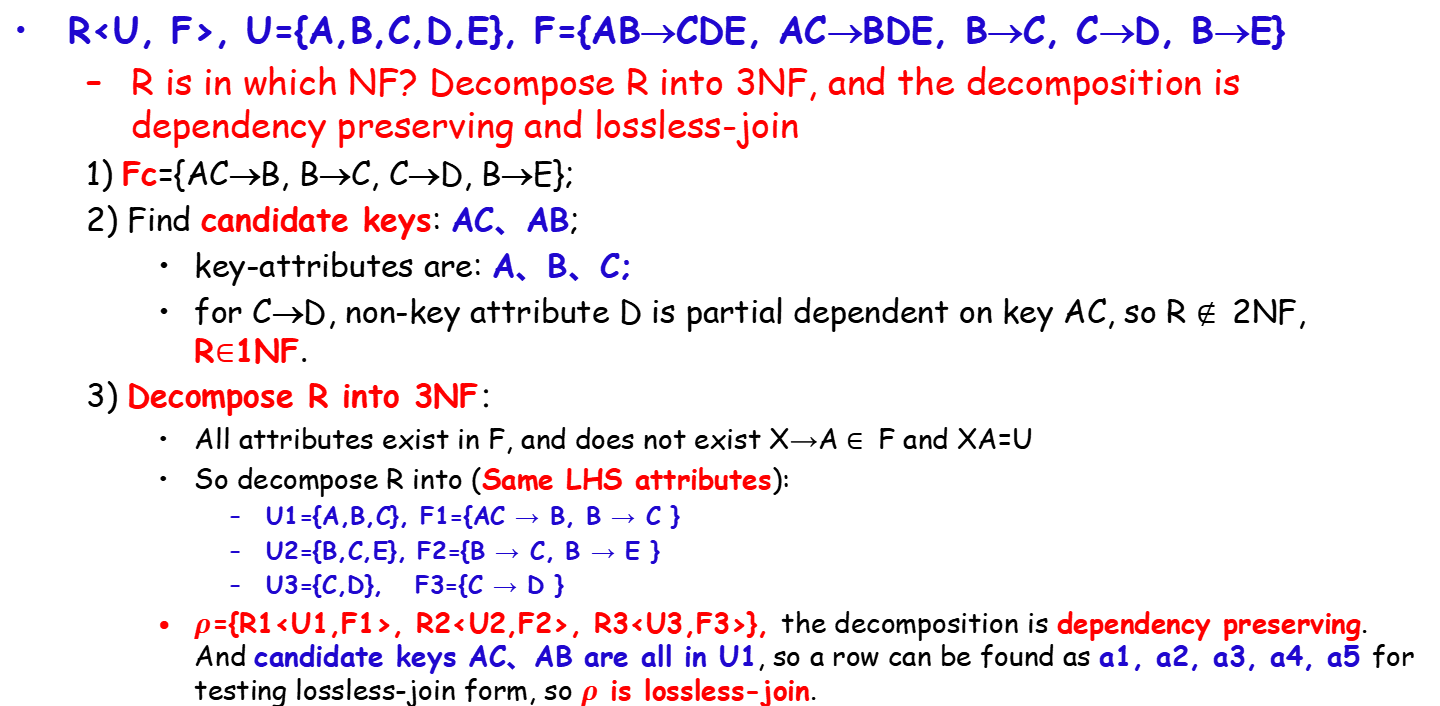 • R<U, F>, U={A,B,C,D,E}, F={AB→CDE, AC→BDE, B→C, C→D, B→E}
– R is in which NF? Decompose R into 3NF, and the decomposition is
dependency preserving and lossless-join
1) Fc={AC→B, B→C, C→D, B→E};
2) Find candidate keys: AC、AB;
• key-attributes are: A、B、C;
• for C→D, non-key attribute D is partial dependent on key AC, so R ∉ 2NF,
R∈1NF.
3) Decompose R into 3NF:
• All attributes exist in F, and does not exist X→A ∈ F and XA=U
• So decompose R into (Same LHS attributes):
– U1={A,B,C}, F1={AC → B, B → C }
– U2={B,C,E}, F2={B → C, B → E }
– U3={C,D}, F3={C → D }
• ρ={R1<U1,F1>, R2<U2,F2>, R3<U3,F3>}, the decomposition is dependency preserving.
And candidate keys AC、AB are all in U1, so a row can be found as a1, a2, a3, a4, a5 for
testing lossless-join form, so ρ is lossless-join.